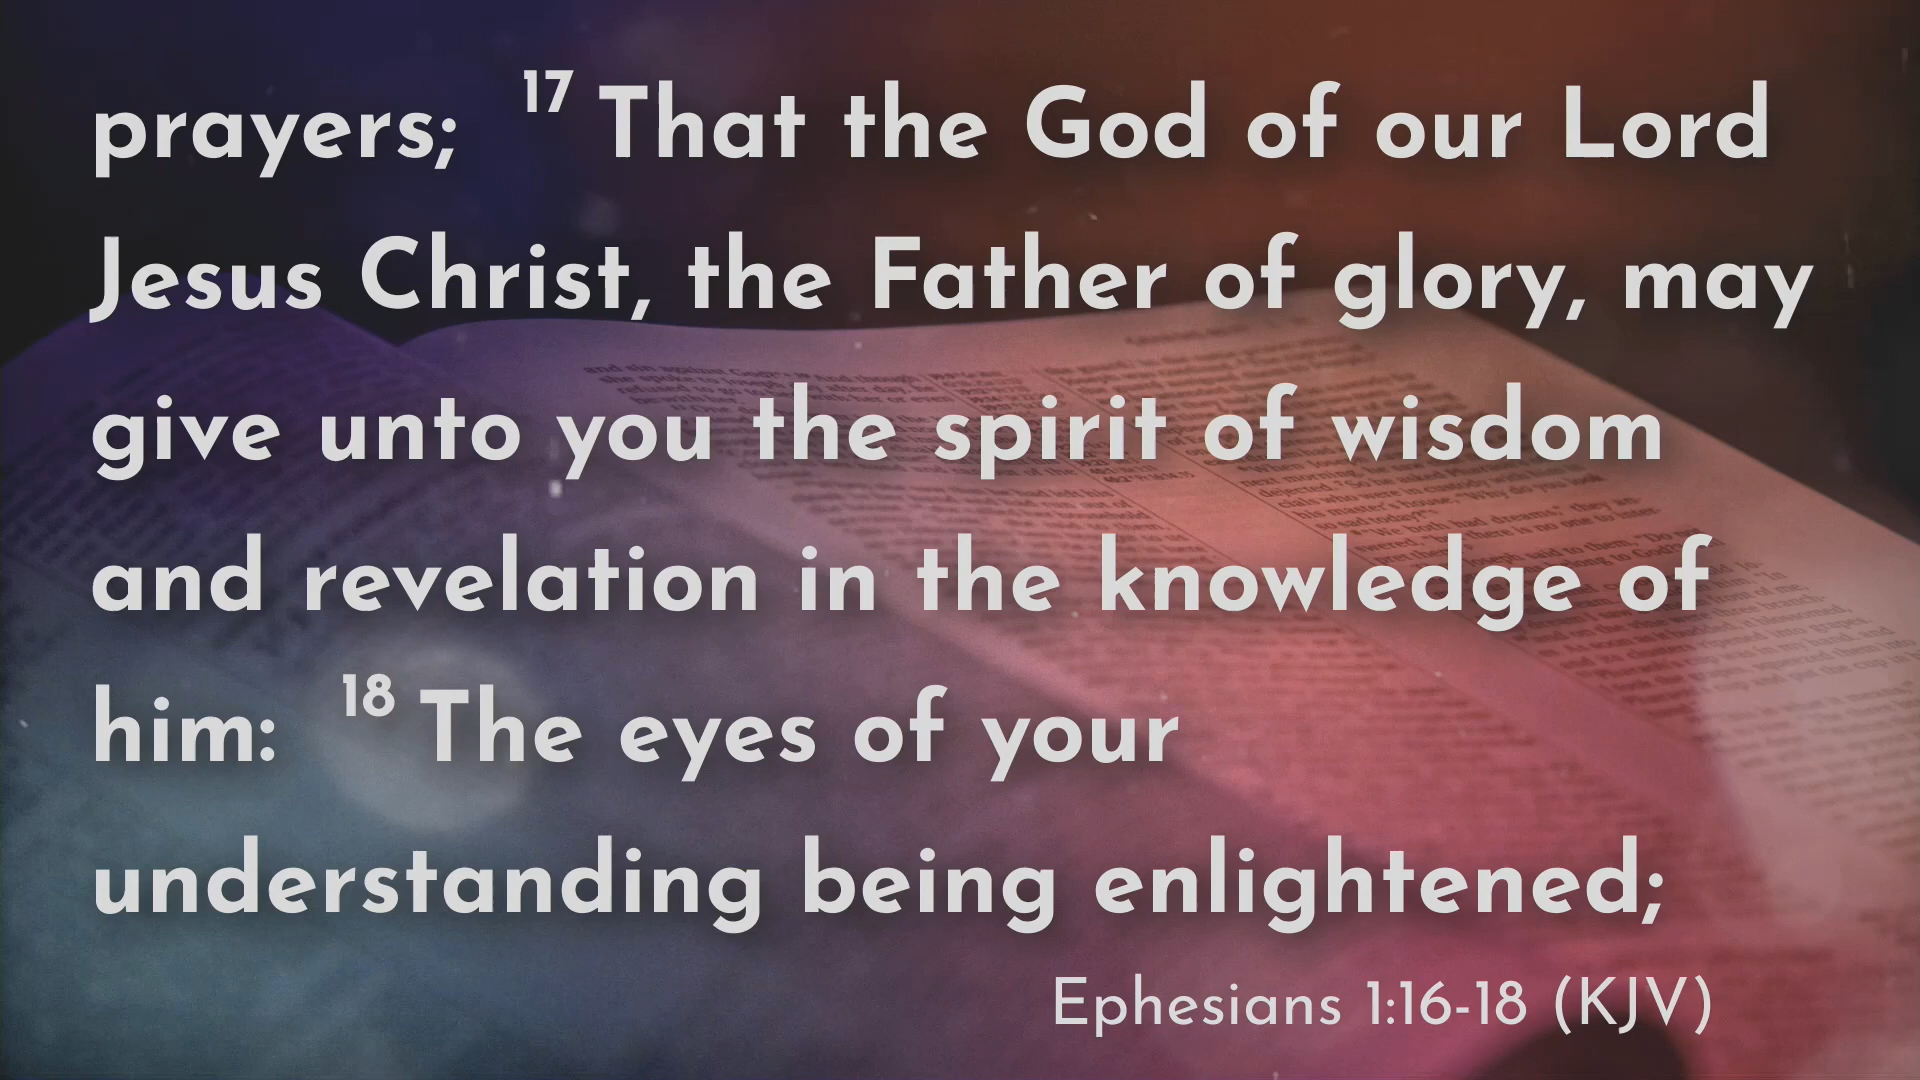 prayers; 17 That the God of our Lord
Jesus Christ, the Father of glory, may
give unto you the spirit of wisdom
and revelation in the knowledge of
him: 18 The eyes of your
understanding being enlightened;
Ephesians 1:16-18 (KJV)